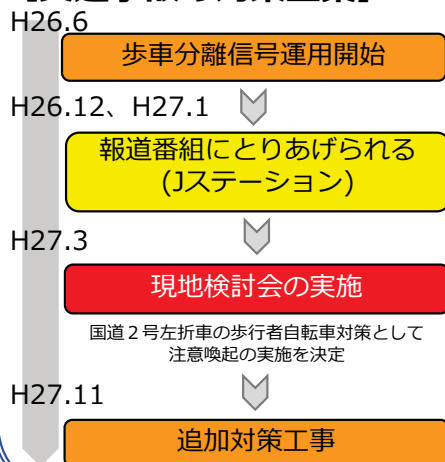 H26.6
歩車分離信号運用開始
H26.12、H27.1
報道番組にとりあげられる
(Jステーション)
H27.3
現地検討会の実施
国道２号左折車の歩行者自転車対策として
注意喚起の実施を決定
H27.11
追加対策工事